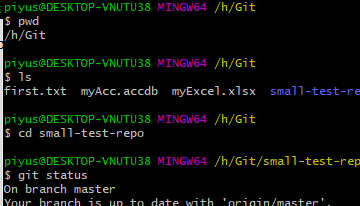 piyus@DESKTOP-VNUTU38 MINGW64 /h/Git
$ pwd
/h/Git
piyus@DESKTOP-VNUTU38 MINGW64 /h/Git
$ ls
first.txt myAcc.accdb myExcel.xlsx small-test-re
piyus@DESKTOP-VNUTU38 MINGW64 /h/Git
$ cd small-test-repo
piyus@DESKTOP-VNUTU38 MINGW64 /h/Git/small-test-rep
$ git status
On branch master
Your branch is up to date with 'origin/master'.